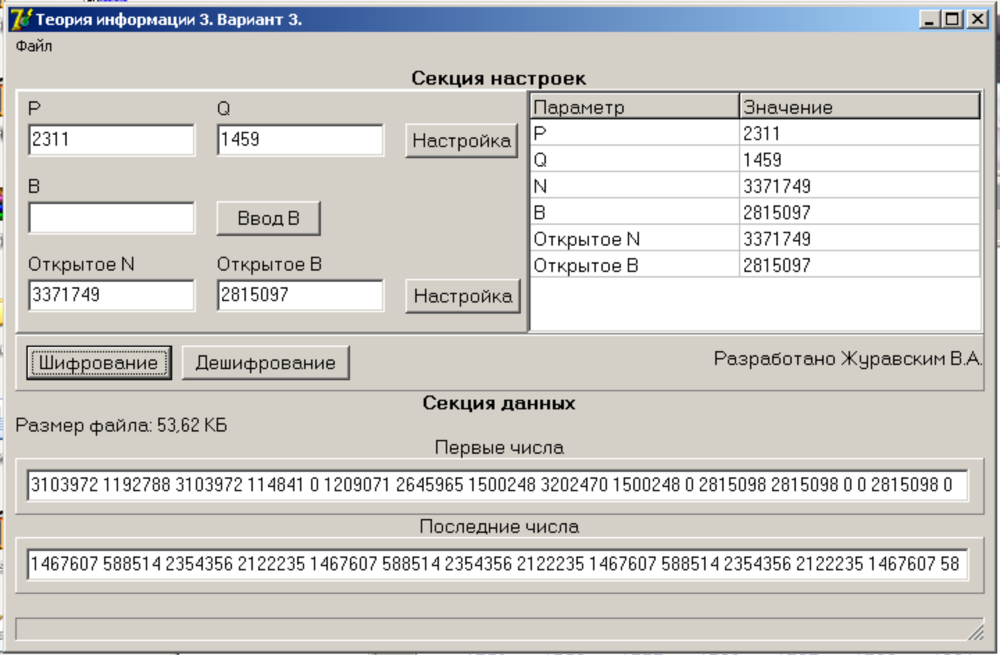 Теория информации 3. Вариант 3.
Файл
Секция настроек
P Q
2311 1459 Настройка
B
Ввод B
Открытое N Открытое B
3371749 2815097 Настройка
Параметр Значение
P 2311
Q 1459
N 3371749
B 2815097
Открытое N 3371749
Открытое B 2815097
Шифрование Дешифрование Разработано Журавским В.А.
Секция данных
Размер файла: 53,62 КБ
Первые числа
3103972 1192788 3103972 114841 0 1209071 2645965 1500248 3202470 1500248 0 2815098 2815098 0 0 2815098 0
Последние числа
1467607 588514 2354356 2122235 1467607 588514 2354356 2122235 1467607 588514 2354356 2122235 1467607 58